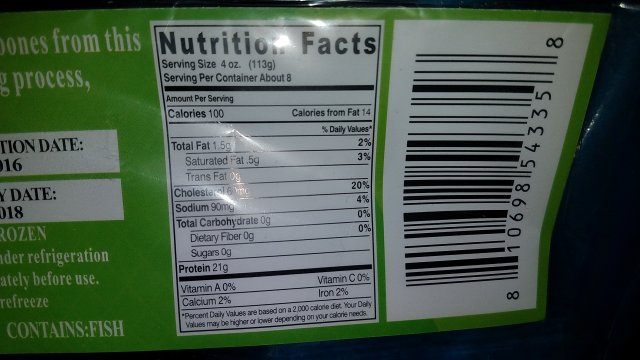 bones from this
g process,
TION DATE:
016
Y DATE:
018
ROZEN
nder refrigeration
ately before use.
refreeze
CONTAINS:FISH
Nutrition Facts
Serving Size 4 oz. (113g)
Serving Per Container About 8
Amount Per Serving
Calories 100 Calories from Fat 14
% Daily Values*
Total Fat 1.5g 2%
Saturated Fat .5g 3%
Trans Fat 0g
Cholesterol 20%
Sodium 90mg 4%
Total Carbohydrate 0g 0%
Dietary Fiber 0g 0%
Sugars 0g
Protein 21g
Vitamin A 0% Vitamin C 0%
Calcium 2% Iron 2%
*Percent Daily Values are based on a 2,000 calorie diet. Your Daily
Values may be higher or lower depending on your calorie needs.
8 10698 54335 8